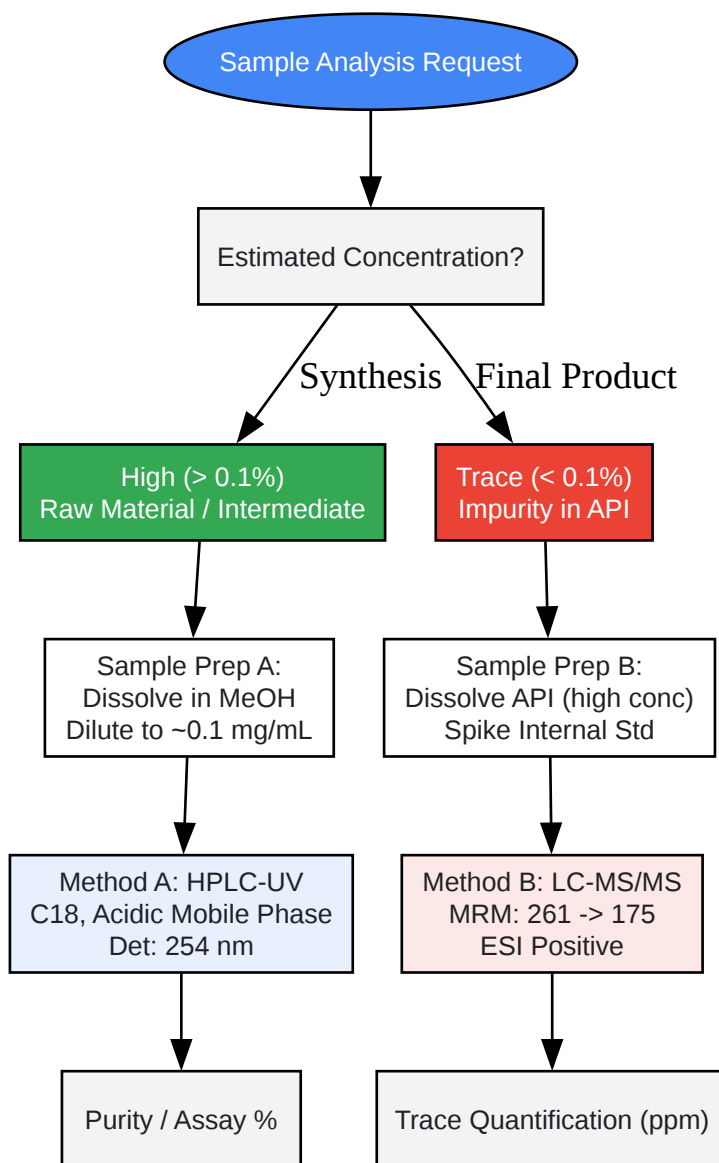 Sample Analysis Request
Estimated Concentration?
Synthesis
Final Product
High (> 0.1%)
Raw Material / Intermediate
Trace (< 0.1%)
Impurity in API
Sample Prep A:
Dissolve in MeOH
Dilute to ~0.1 mg/mL
Sample Prep B:
Dissolve API (high conc)
Spike Internal Std
Method A: HPLC-UV
C18, Acidic Mobile Phase
Det: 254 nm
Method B: LC-MS/MS
MRM: 261 -> 175
ESI Positive
Purity / Assay %
Trace Quantification (ppm)